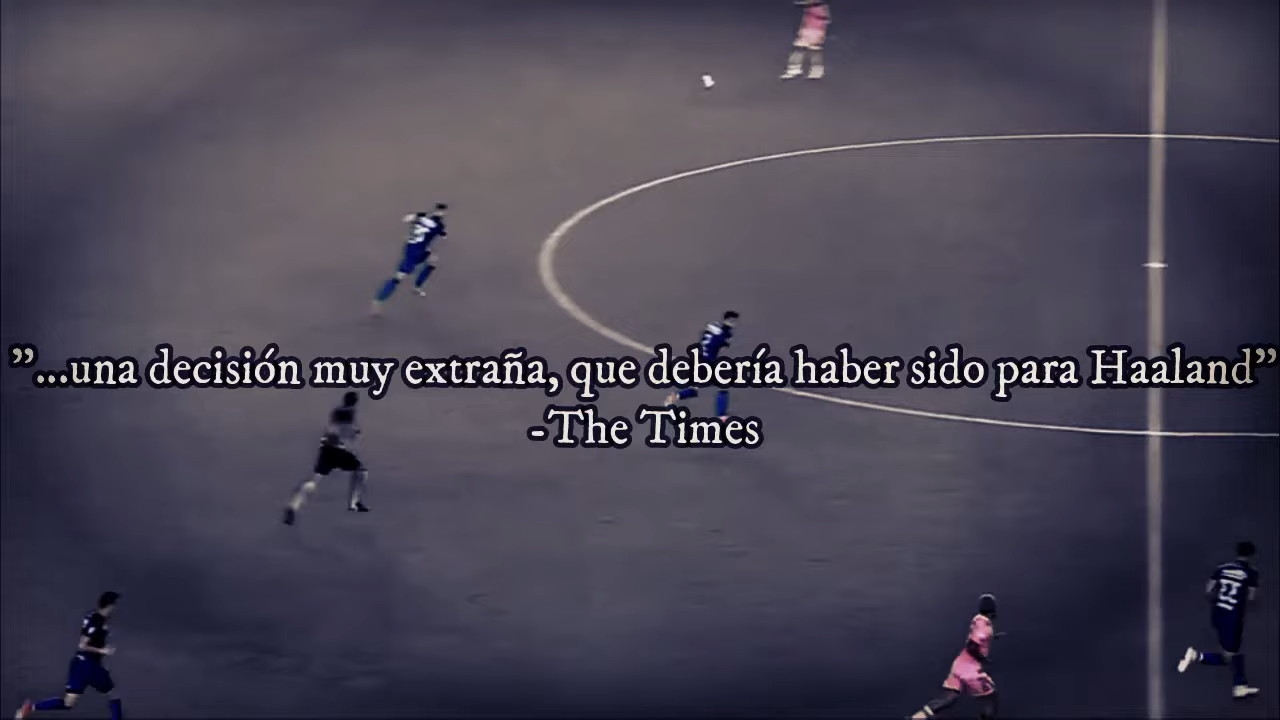 ”...una decisión muy extraña, que debería haber sido para Haaland”
-The Times